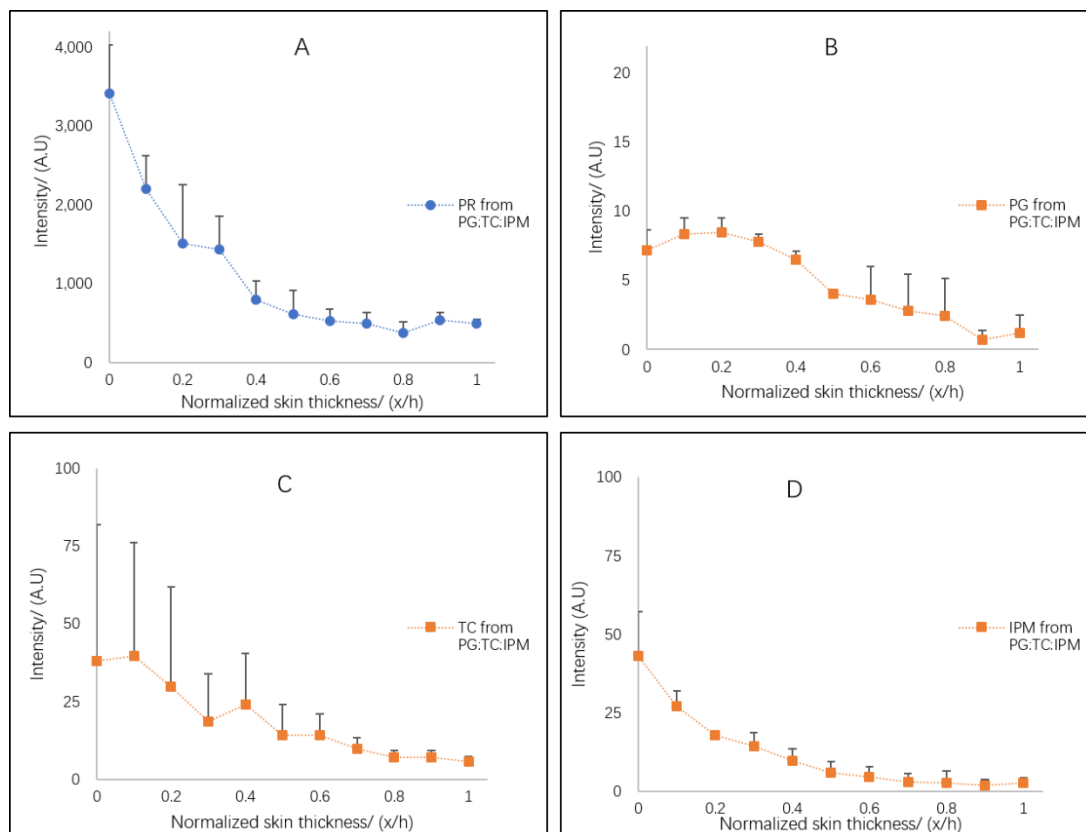 A
4,000
3,000
2,000
1,000
0
Intensity/ (A.U)
0 0.2 0.4 0.6 0.8 1
Normalized skin thickness/ (x/h)
PR from
PG:TC:IPM
B
20
15
10
5
0
Intensity/ (A.U)
0 0.2 0.4 0.6 0.8 1
Normalized skin thickness/ (x/h)
PG from
PG:TC:IPM
C
100
75
50
25
0
Intensity/ (A.U)
0 0.2 0.4 0.6 0.8 1
Normalized skin thickness/ (x/h)
TC from
PG:TC:IPM
D
100
75
50
25
0
Intensity (A.U)
0 0.2 0.4 0.6 0.8 1
Normalized skin thickness/ (x/h)
IPM from
PG:TC:IPM